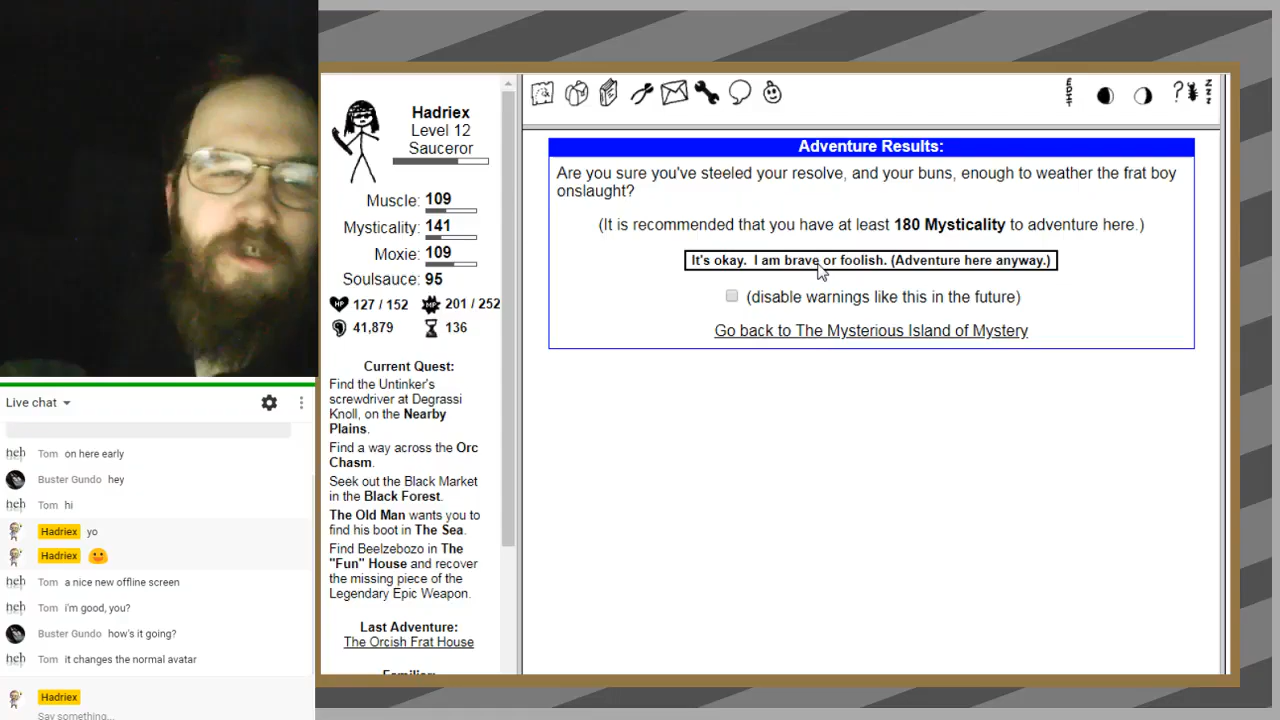 Hadriex
Level 12
Sauceror
Muscle: 109
Mysticality: 141
Moxie: 109
Soulsauce: 95
HP 127 / 152 MP 201 / 252
41,879 136
Current Quest:
Find the Untinker's
screwdriver at Degrassi
Knoll, on the Nearby
Plains.
Find a way across the Orc
Chasm.
Seek out the Black Market
in the Black Forest.
The Old Man wants you to
find his boot in The Sea.
Find Beelzebozo in The
"Fun" House and recover
the missing piece of the
Legendary Epic Weapon.
Last Adventure:
The Orcish Frat House
Familiar:
EDIT
? Z Z Z
Adventure Results:
Are you sure you've steeled your resolve, and your buns, enough to weather the frat boy
onslaught?
(It is recommended that you have at least 180 Mysticality to adventure here.)
It's okay. I am brave or foolish. (Adventure here anyway.)
(disable warnings like this in the future)
Go back to The Mysterious Island of Mystery
Live chat
heh Tom on here early
Buster Gundo hey
heh Tom hi
Hadriex yo
Hadriex
heh Tom a nice new offline screen
heh Tom i'm good, you?
Buster Gundo how's it going?
heh Tom it changes the normal avatar
Hadriex
Say something...